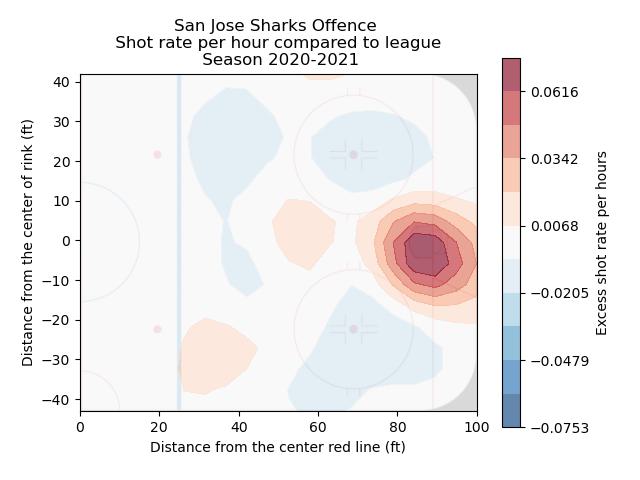 San Jose Sharks Offence
Shot rate per hour compared to league
Season 2020-2021
40
30
20
10
0
−10
−20
−30
−40
Distance from the center of rink (ft)
0 20 40 60 80 100
Distance from the center red line (ft)
0.0616
0.0342
0.0068
−0.0205
−0.0479
−0.0753
Excess shot rate per hours